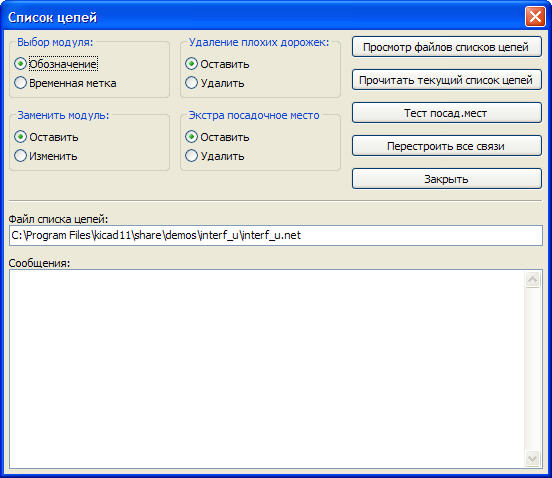 Список цепей
Выбор модуля:
Обозначение
Временная метка
Удаление плохих дорожек:
Оставить
Удалить
Заменить модуль:
Оставить
Изменить
Экстра посадочное место
Оставить
Удалить
Просмотр файлов списков цепей
Прочитать текущий список цепей
Тест посад.мест
Перестроить все связи
Закрыть
Файл списка цепей:
C:\Program Files\kicad11\share\demos\interf_u\interf_u.net
Сообщения: